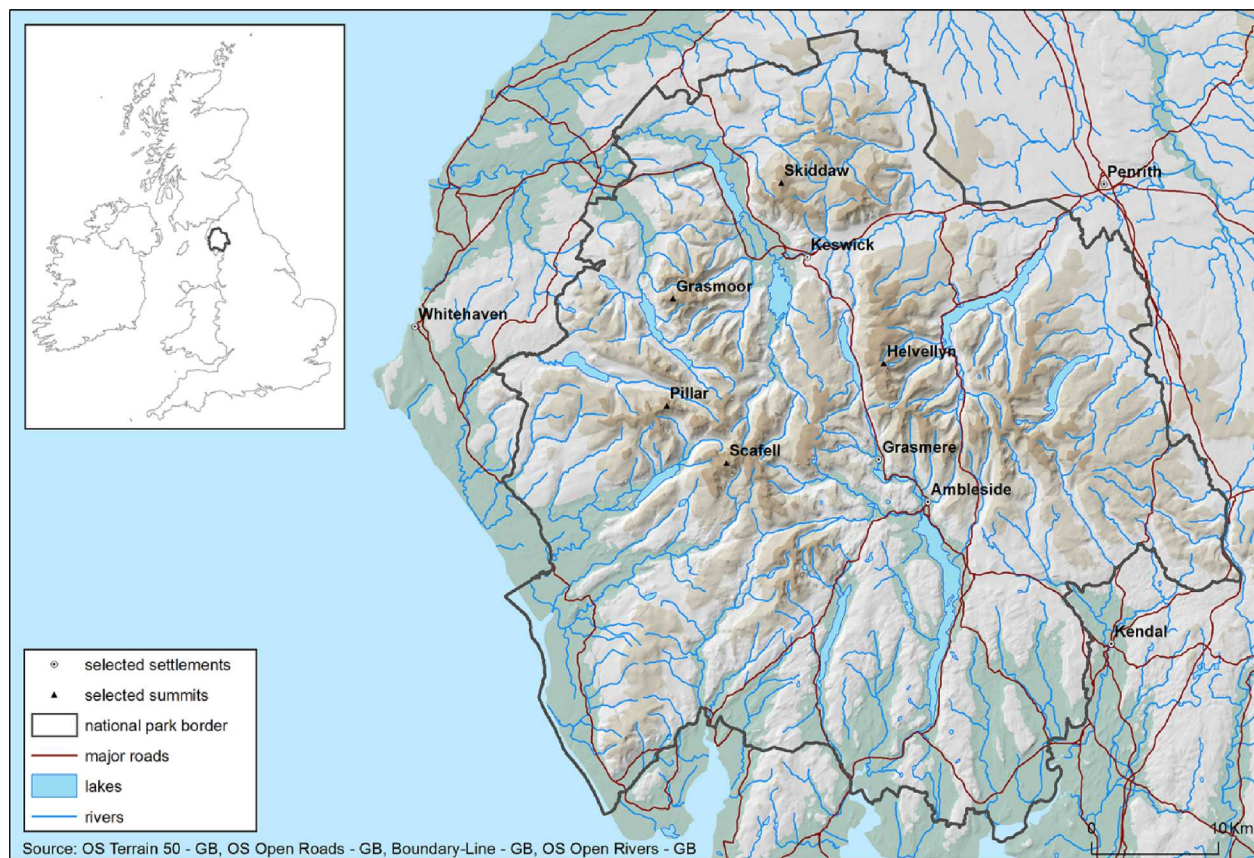 Skiddaw
Penrith
Keswick
Grasmoor
Whitehaven
Helvellyn
Pillar
Grasmere
Scafell
Ambleside
Kendal
selected settlements
selected summits
national park border
major roads
lakes
rivers
0 10 Km
Source: OS Terrain 50 - GB, OS Open Roads - GB, Boundary-Line - GB, OS Open Rivers - GB